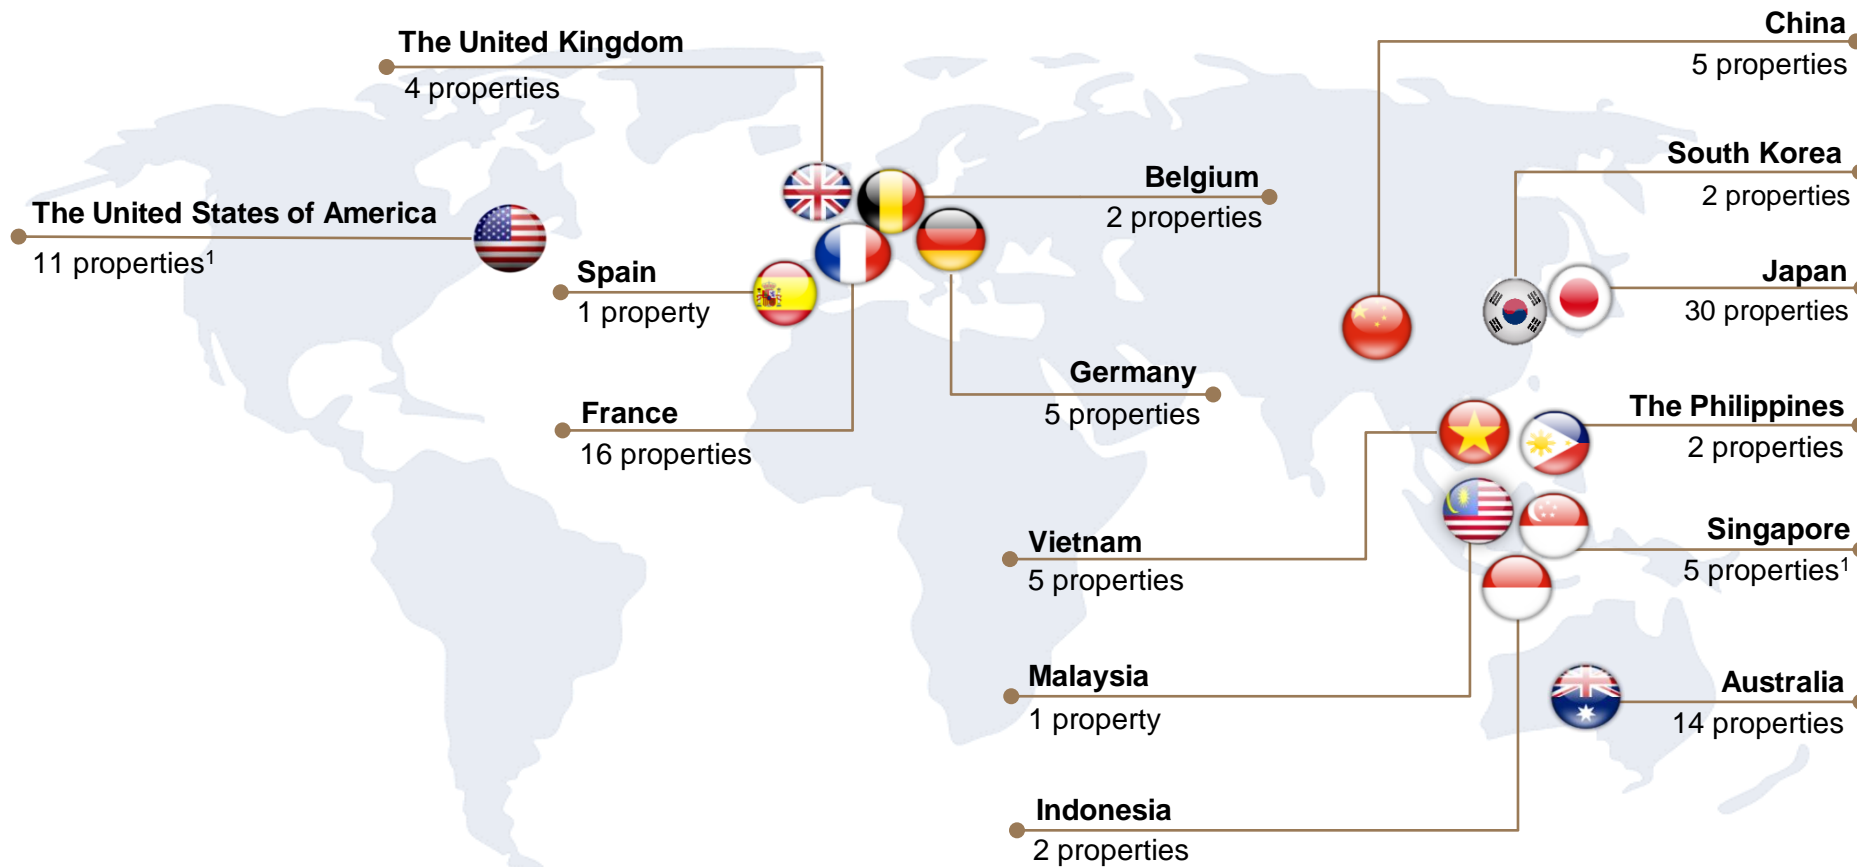 The United Kingdom
4 properties
The United States of America
11 properties¹
Spain
1 property
France
16 properties
Belgium
2 properties
Germany
5 properties
China
5 properties
South Korea
2 properties
Japan
30 properties
The Philippines
2 properties
Vietnam
5 properties
Singapore
5 properties¹
Malaysia
1 property
Australia
14 properties
Indonesia
2 properties